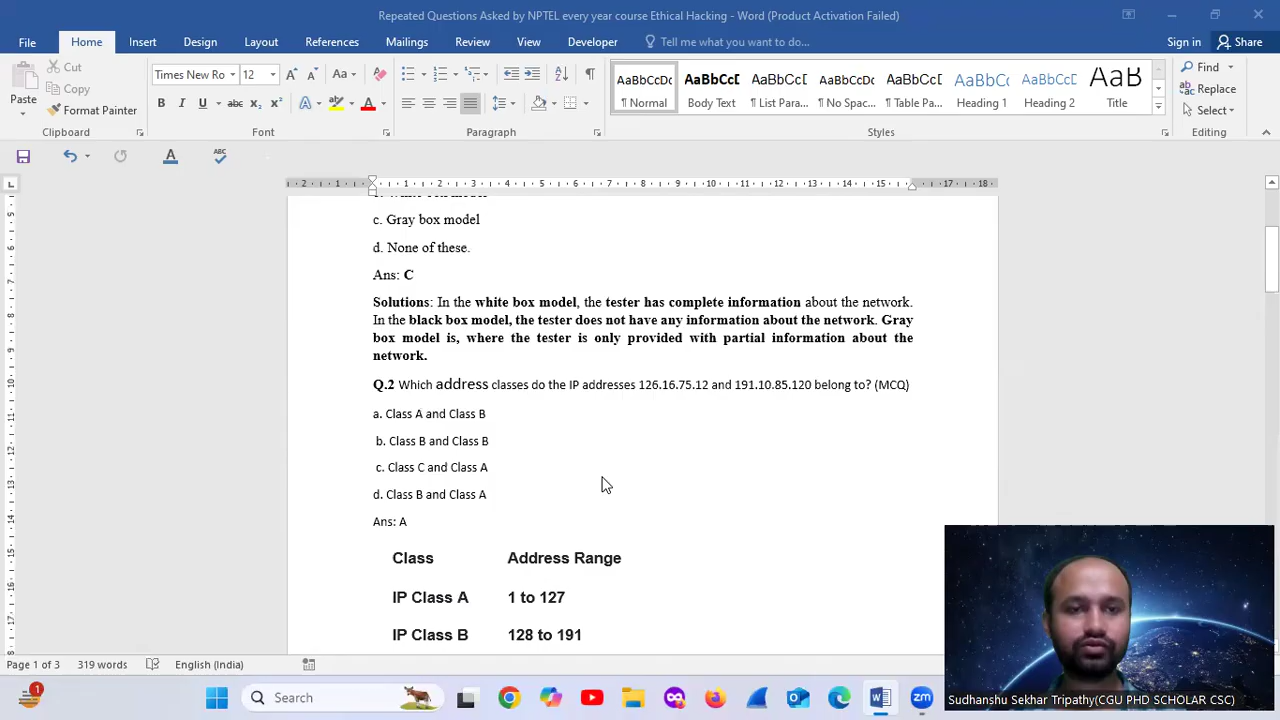 Repeated Questions Asked by NPTEL every year course Ethical Hacking - Word (Product Activation Failed)
File Home Insert Design Layout References Mailings Review View Developer Tell me what you want to do... Sign in Share
Paste Cut Copy Format Painter
Clipboard
Times New Ro 12
Font
Paragraph
AaBbCcDc AaBbCcD AaBbCcDc AaBbCcDc AaBbCcDc AaBbCc AaBbCcD AaB
¶ Normal Body Text ¶ List Para... ¶ No Spac... ¶ Table Pa... Heading 1 Heading 2 Title
Styles
Find
Replace
Select
Editing
c. Gray box model
d. None of these.
Ans: C
Solutions: In the white box model, the tester has complete information about the network.
In the black box model, the tester does not have any information about the network. Gray
box model is, where the tester is only provided with partial information about the
network.
Q.2 Which address classes do the IP addresses 126.16.75.12 and 191.10.85.120 belong to? (MCQ)
a. Class A and Class B
b. Class B and Class B
c. Class C and Class A
d. Class B and Class A
Ans: A
Class Address Range
IP Class A 1 to 127
IP Class B 128 to 191
Sudhanshu Sekhar Tripathy(CGU PHD SCHOLAR CSC)
Page 1 of 3 319 words English (India)
1 Search